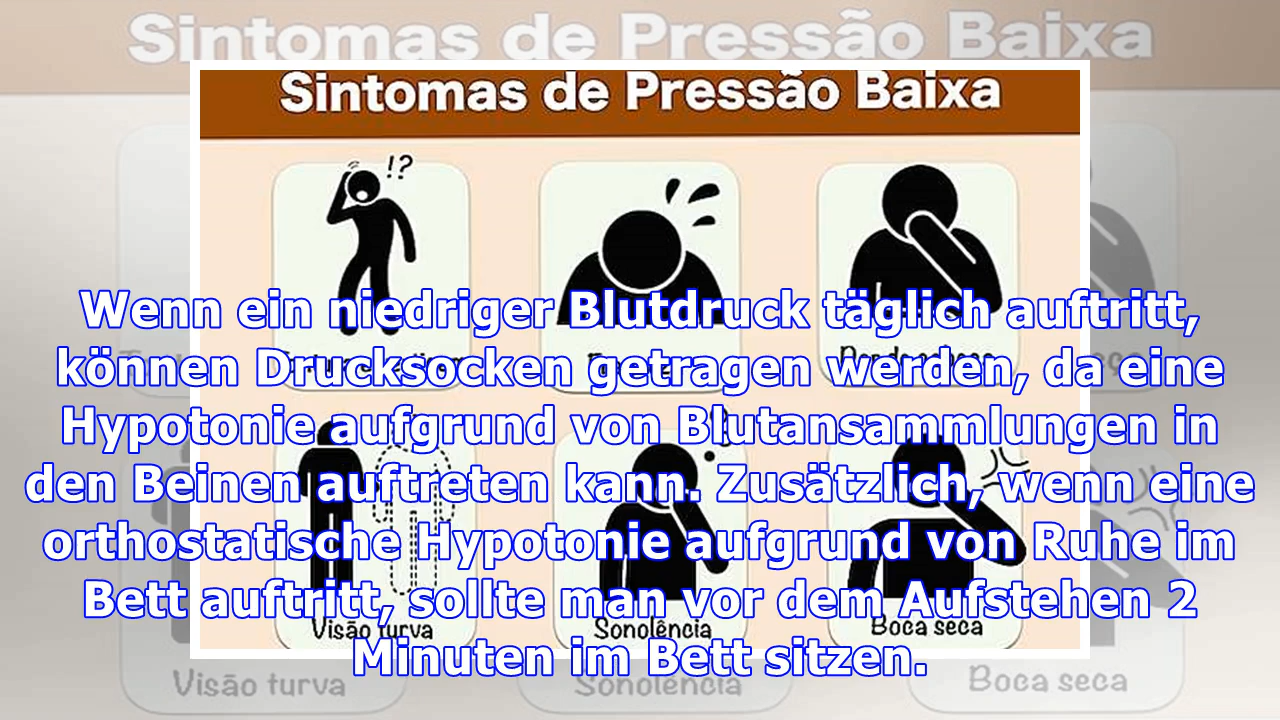 Sintomas de Pressão Baixa
Sintomas de Pressão Baixa
!?
Wenn ein niedriger Blutdruck täglich auftritt,
können Drucksocken getragen werden, da eine
Hypotonie aufgrund von Blutansammlungen in
den Beinen auftreten kann. Zusätzlich, wenn eine
orthostatische Hypotonie aufgrund von Ruhe im
Bett auftritt, sollte man vor dem Aufstehen 2
Minuten im Bett sitzen.
Visão turva
Sonolência
Boca seca
Visão turva
Sonolência
Boca seca